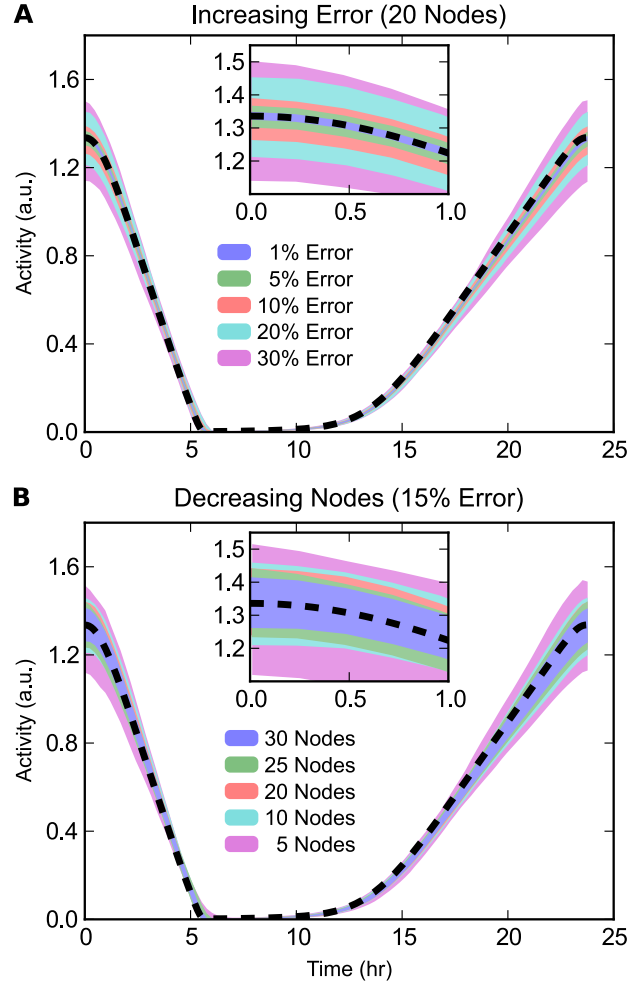 A
Increasing Error (20 Nodes)
Activity (a.u.)
1.6
1.2
0.8
0.4
0.0
1.5
1.4
1.3
1.2
0.0 0.5 1.0
1% Error
5% Error
10% Error
20% Error
30% Error
0 5 10 15 20 25
B
Decreasing Nodes (15% Error)
Activity (a.u.)
1.6
1.2
0.8
0.4
0.0
1.5
1.4
1.3
1.2
0.0 0.5 1.0
30 Nodes
25 Nodes
20 Nodes
10 Nodes
5 Nodes
0 5 10 15 20 25
Time (hr)